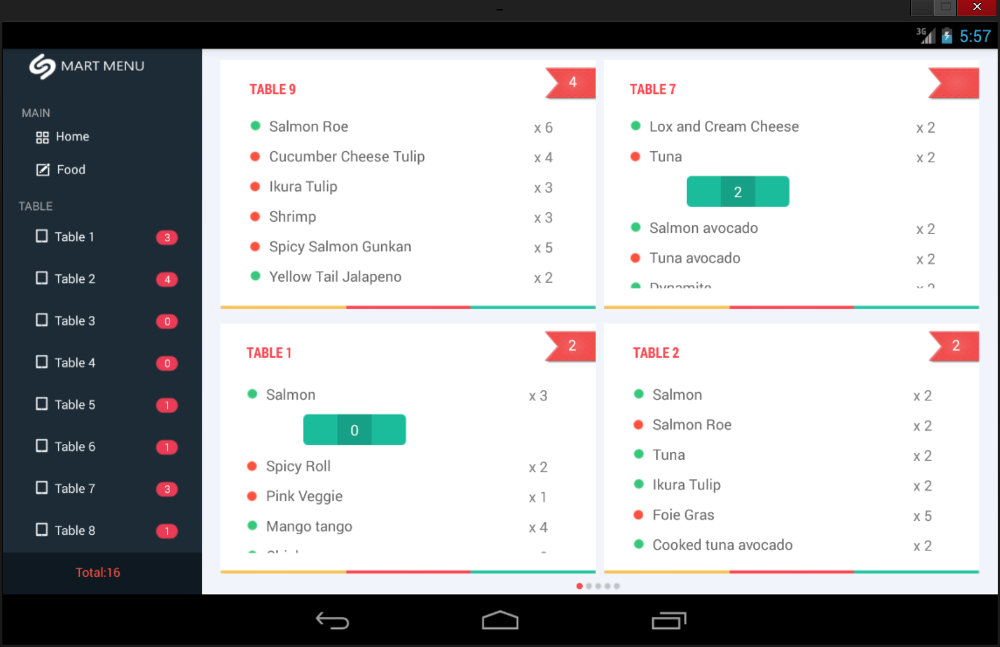 3G 5:57
MART MENU
MAIN
Home
Food
TABLE
Table 1 3
Table 2 4
Table 3 0
Table 4 0
Table 5 1
Table 6 1
Table 7 3
Table 8 1
Total:16
TABLE 9 4
Salmon Roe x 6
Cucumber Cheese Tulip x 4
Ikura Tulip x 3
Shrimp x 3
Spicy Salmon Gunkan x 5
Yellow Tail Jalapeno x 2
TABLE 7
Lox and Cream Cheese x 2
Tuna x 2
2
Salmon avocado x 2
Tuna avocado x 2
Dynamite x 2
TABLE 1 2
Salmon x 3
0
Spicy Roll x 2
Pink Veggie x 1
Mango tango x 4
TABLE 2 2
Salmon x 2
Salmon Roe x 2
Tuna x 2
Ikura Tulip x 2
Foie Gras x 5
Cooked tuna avocado x 2